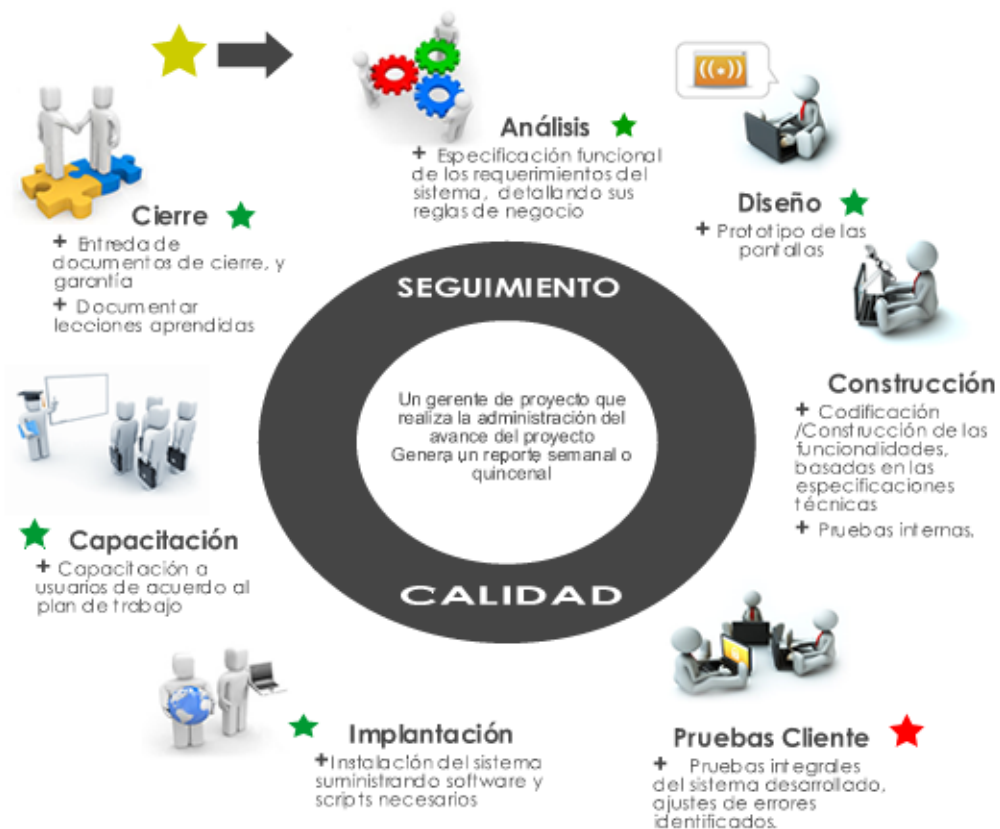 Análisis
+ Especificación funcional
de los requerimientos del
sistema, detallando sus
reglas de negocio
Diseño
+ Prototipo de las
pantallas
Construcción
+ Codificación
/Construcción de las
funcionalidades,
basadas en las
especificaciones
técnicas
+ Pruebas internas.
Pruebas Cliente
+ Pruebas integrales
del sistema desarrollado,
ajustes de errores
identificados.
Implantación
+Instalación del sistema
suministrando software y
scripts necesarios
Capacitación
+ Capacitación a
usuarios de acuerdo al
plan de trabajo
Cierre
+ Entreda de
documentos de cierre, y
garantía
+ Documentar
lecciones aprendidas
SEGUIMIENTO
Un gerente de proyecto que
realiza la administración del
avance del proyecto
Genera un reporte semanal o
quincenal
CALIDAD